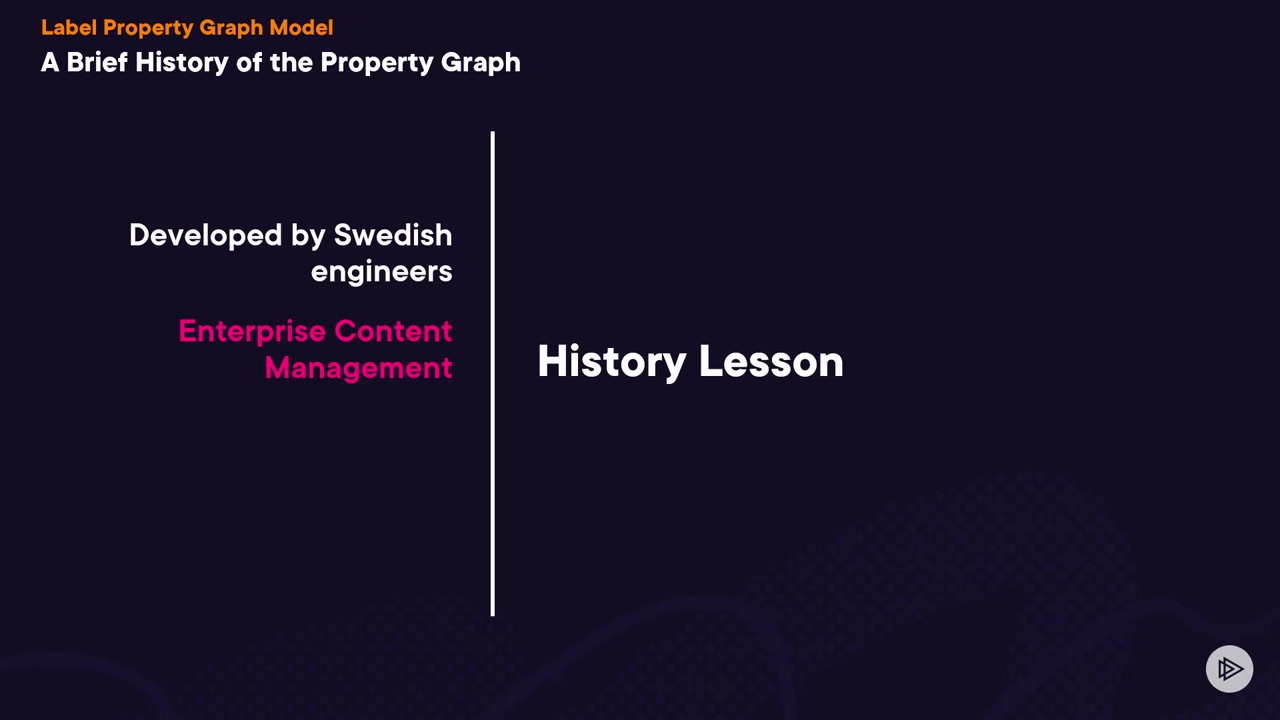 Label Property Graph Model
A Brief History of the Property Graph
Developed by Swedish
engineers
Enterprise Content
Management
History Lesson